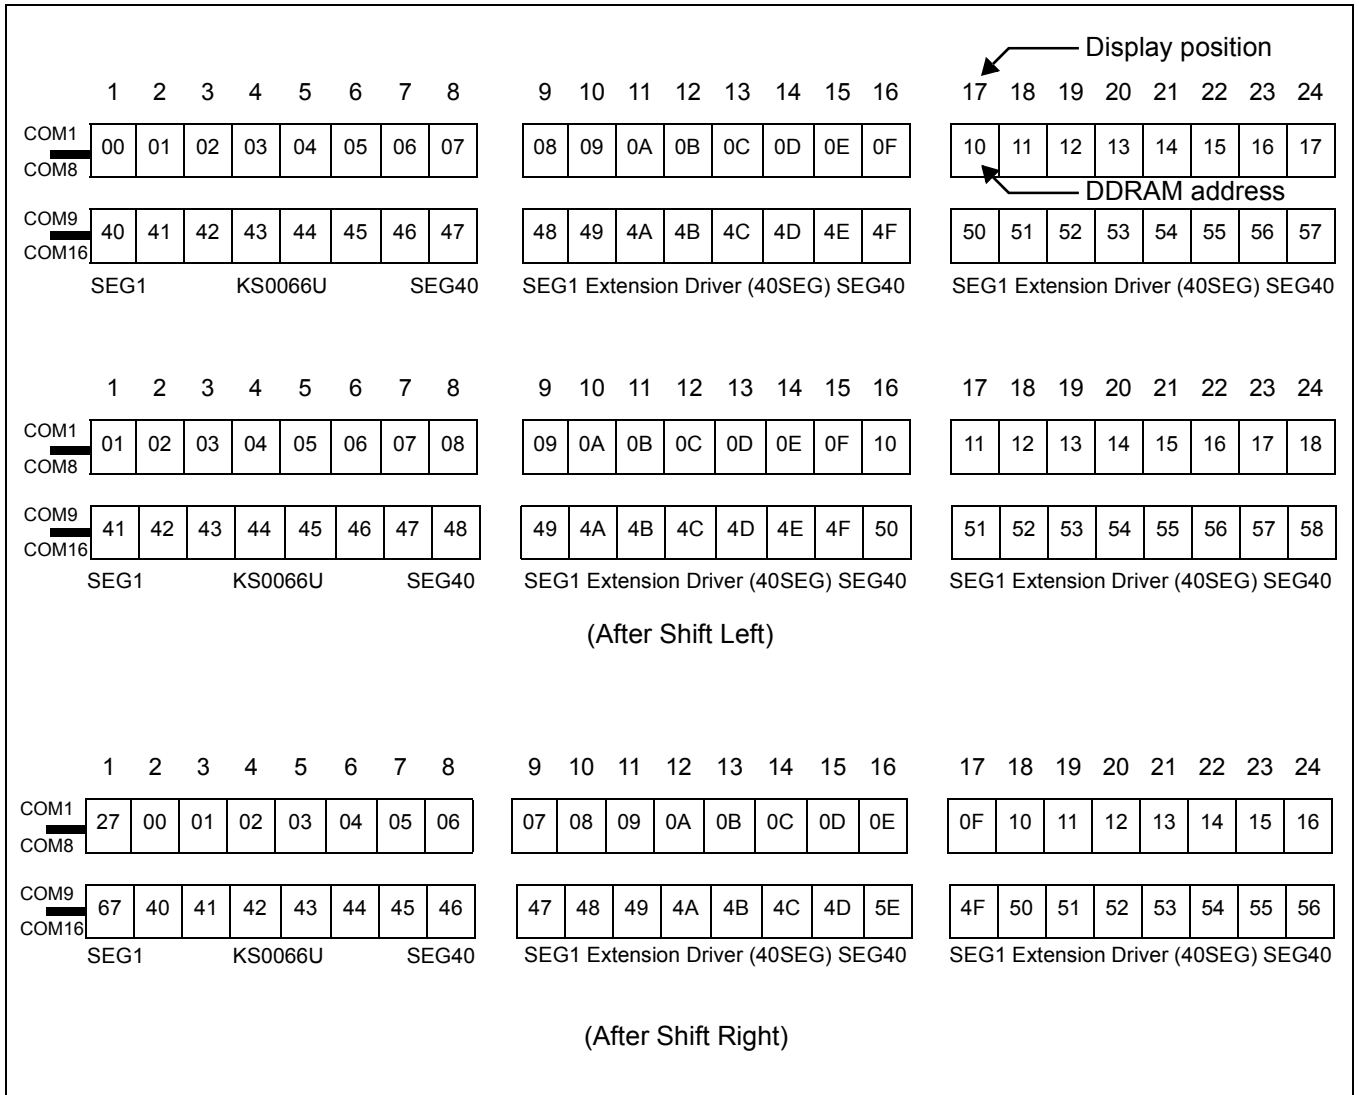 Display position
1 2 3 4 5 6 7 8 9 10 11 12 13 14 15 16 17 18 19 20 21 22 23 24
COM1
COM8
00 01 02 03 04 05 06 07 08 09 0A 0B 0C 0D 0E 0F 10 11 12 13 14 15 16 17
DDRAM address
COM9
COM16
40 41 42 43 44 45 46 47 48 49 4A 4B 4C 4D 4E 4F 50 51 52 53 54 55 56 57
SEG1 KS0066U SEG40 SEG1 Extension Driver (40SEG) SEG40 SEG1 Extension Driver (40SEG) SEG40
1 2 3 4 5 6 7 8 9 10 11 12 13 14 15 16 17 18 19 20 21 22 23 24
COM1
COM8
01 02 03 04 05 06 07 08 09 0A 0B 0C 0D 0E 0F 10 11 12 13 14 15 16 17 18
COM9
COM16
41 42 43 44 45 46 47 48 49 4A 4B 4C 4D 4E 4F 50 51 52 53 54 55 56 57 58
SEG1 KS0066U SEG40 SEG1 Extension Driver (40SEG) SEG40 SEG1 Extension Driver (40SEG) SEG40
(After Shift Left)
1 2 3 4 5 6 7 8 9 10 11 12 13 14 15 16 17 18 19 20 21 22 23 24
COM1
COM8
27 00 01 02 03 04 05 06 07 08 09 0A 0B 0C 0D 0E 0F 10 11 12 13 14 15 16
COM9
COM16
67 40 41 42 43 44 45 46 47 48 49 4A 4B 4C 4D 5E 4F 50 51 52 53 54 55 56
SEG1 KS0066U SEG40 SEG1 Extension Driver (40SEG) SEG40 SEG1 Extension Driver (40SEG) SEG40
(After Shift Right)